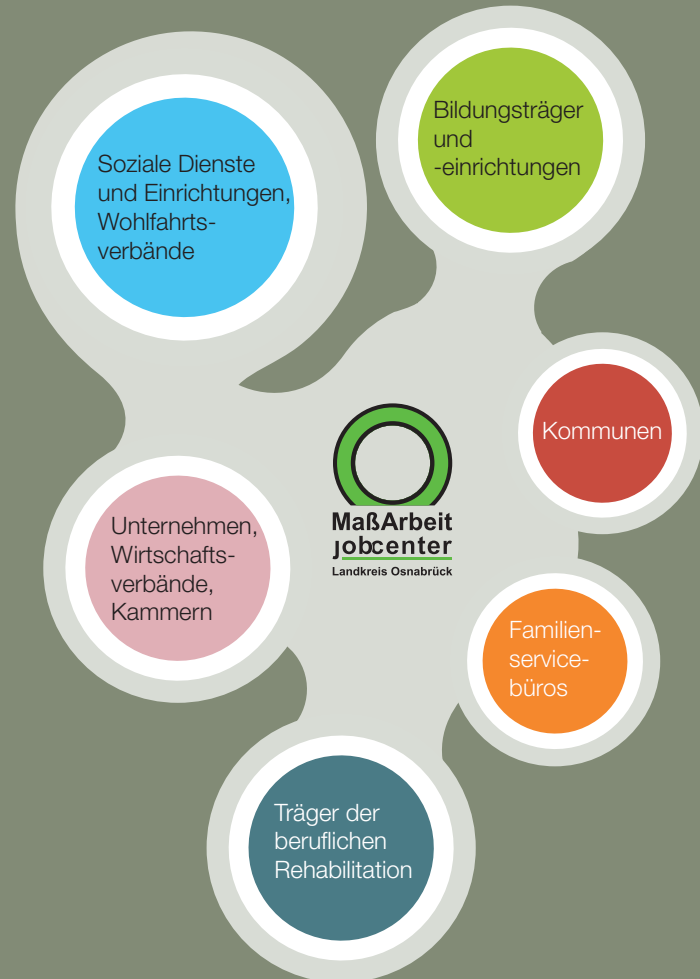 Soziale Dienste
und Einrichtungen,
Wohlfahrts-
verbände
Bildungsträger
und
-einrichtungen
Kommunen
MaßArbeit
jobcenter
Landkreis Osnabrück
Unternehmen,
Wirtschafts-
verbände,
Kammern
Familien-
service-
büros
Träger der
beruflichen
Rehabilitation